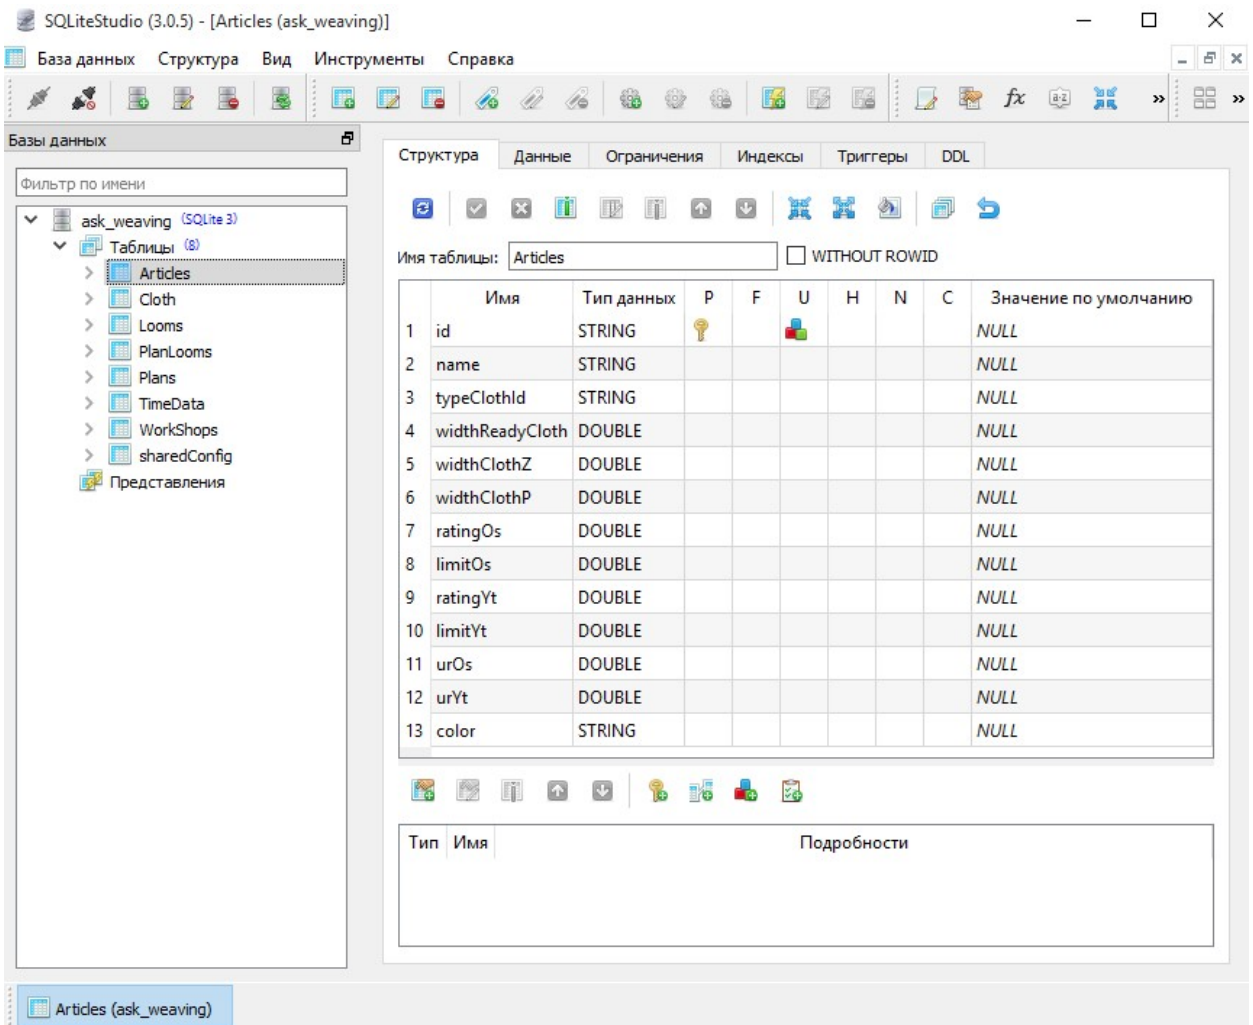 SQLiteStudio (3.0.5) - [Articles (ask_weaving)]
База данных Структура Вид Инструменты Справка
fx a-z » »
Базы данных
Фильтр по имени
ask_weaving (SQLite 3)
Таблицы (8)
Articles
Cloth
Looms
PlanLooms
Plans
TimeData
WorkShops
sharedConfig
Представления
Структура Данные Ограничения Индексы Триггеры DDL
Имя таблицы: Articles WITHOUT ROWID
Имя Тип данных P F U H N C Значение по умолчанию
1 id STRING NULL
2 name STRING NULL
3 typeClothId STRING NULL
4 widthReadyCloth DOUBLE NULL
5 widthClothZ DOUBLE NULL
6 widthClothP DOUBLE NULL
7 ratingOs DOUBLE NULL
8 limitOs DOUBLE NULL
9 ratingYt DOUBLE NULL
10 limitYt DOUBLE NULL
11 urOs DOUBLE NULL
12 urYt DOUBLE NULL
13 color STRING NULL
Тип Имя Подробности
Articles (ask_weaving)